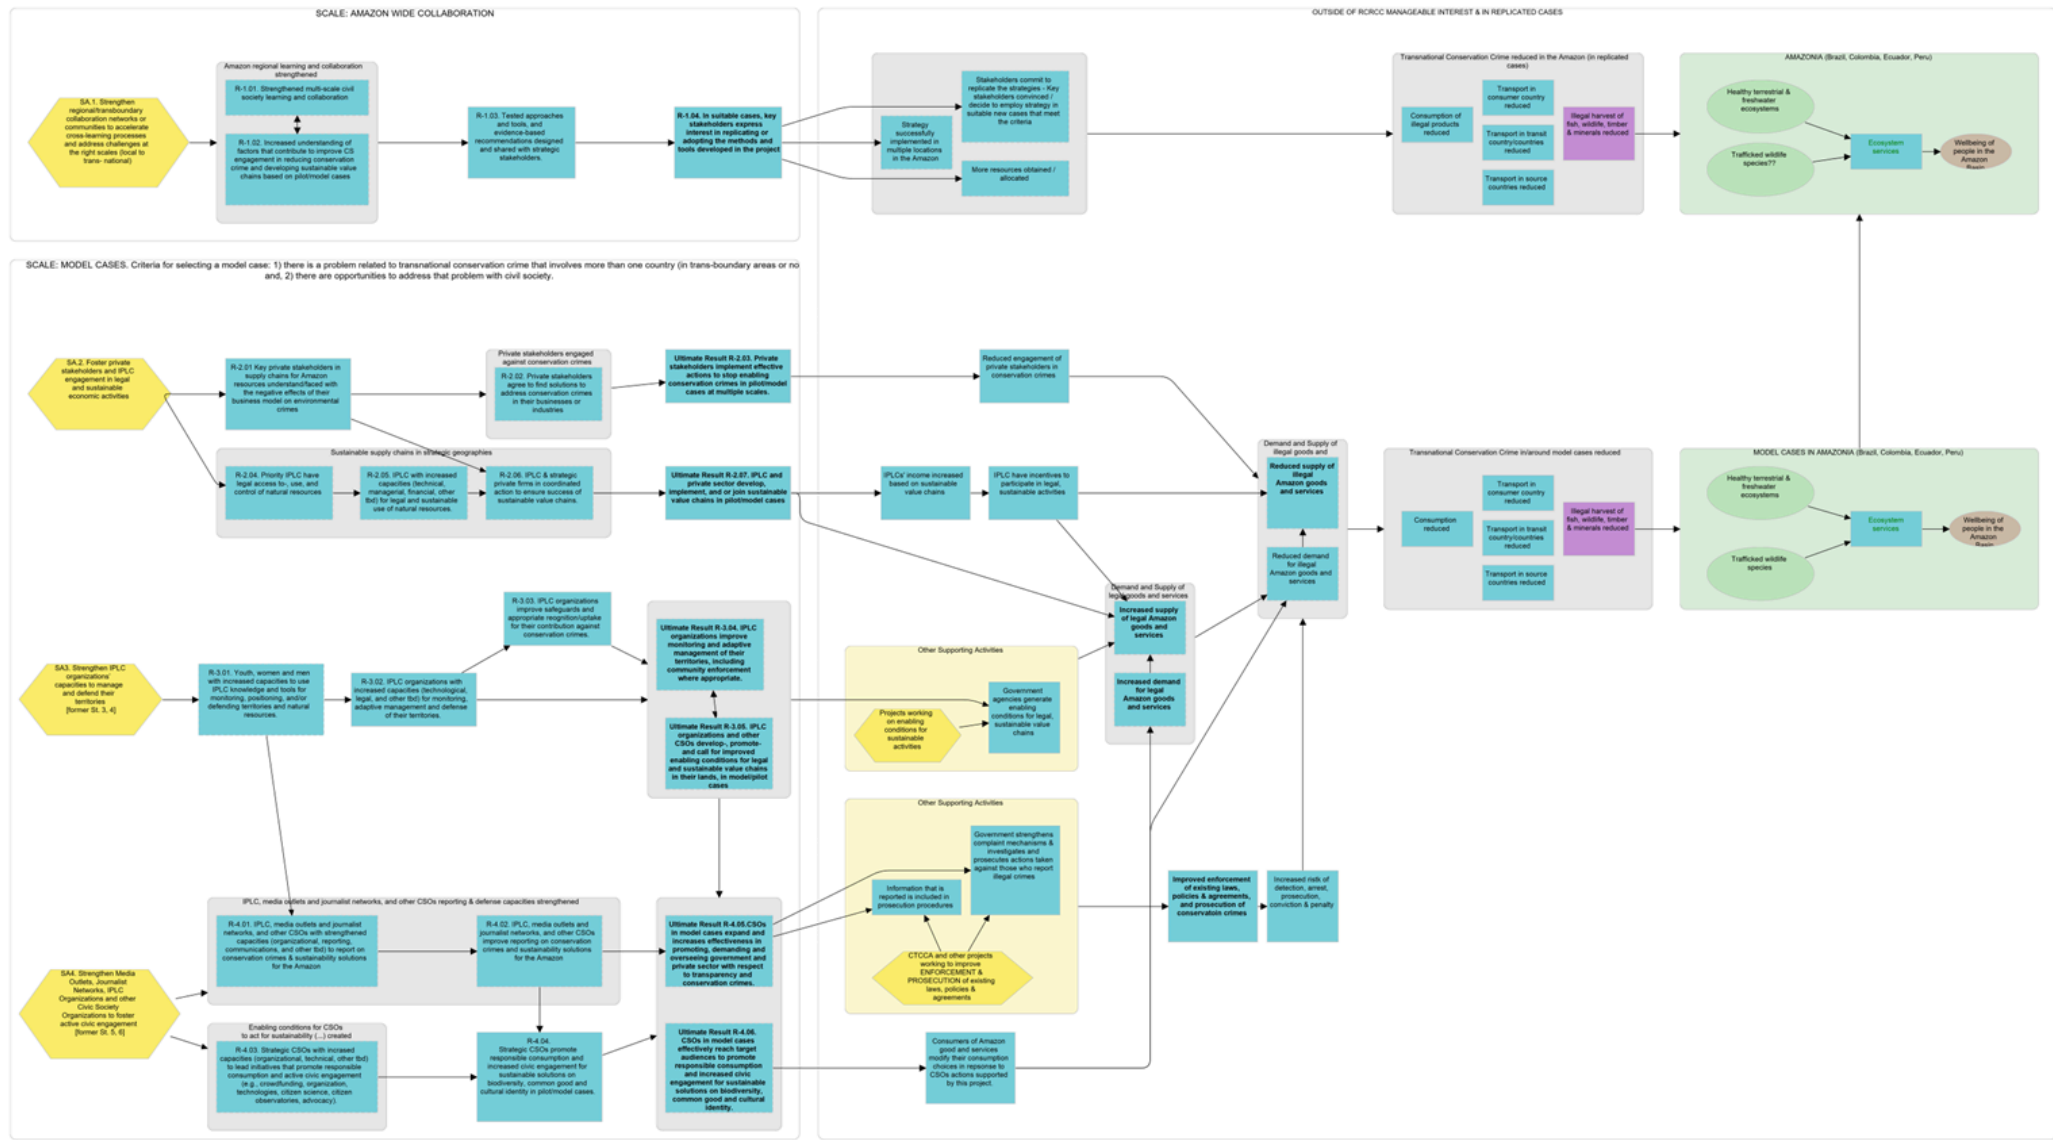 SCALE: AMAZON WIDE COLLABORATION
SA.1. Strengthen
regional/transboundary
collaboration networks or
communities to accelerate
cross-learning processes
and address challenges at
the right scales (local to
trans- national)
Amazon regional learning and collaboration
strengthened
R-1.01. Strengthened multi-scale civil
society learning and collaboration
R-1.02. Increased understanding of
factors that contribute to improve CS
engagement in reducing conservation
crime and developing sustainable value
chains based on pilot/model cases
R-1.03. Tested approaches
and tools, and
evidence-based
recommendations designed
and shared with strategic
stakeholders.
R-1.04. In suitable cases, key
stakeholders express
interest in replicating or
adopting the methods and
tools developed in the project
OUTSIDE OF RCRCC MANAGEABLE INTEREST & IN REPLICATED CASES
Strategy
successfully
implemented in
multiple locations
in the Amazon
Stakeholders commit to
replicate the strategies - Key
stakeholders convinced /
decide to employ strategy in
suitable new cases that meet
the criteria
More resources obtained /
allocated
Transnational Conservation Crime reduced in the Amazon (in replicated
cases)
Consumption of
illegal products
reduced
Transport in
consumer country
reduced
Transport in transit
country/countries
reduced
Transport in source
countries reduced
Illegal harvest of
fish, wildlife, timber
& minerals reduced
AMAZONIA (Brazil, Colombia, Ecuador, Peru)
Healthy terrestrial &
freshwater
ecosystems
Trafficked wildlife
species??
Ecosystem
services
Wellbeing of
people in the
Amazon
Basin
SCALE: MODEL CASES. Criteria for selecting a model case: 1) there is a problem related to transnational conservation crime that involves more than one country (in trans-boundary areas or no
and, 2) there are opportunities to address that problem with civil society.
SA.2. Foster private
stakeholders and IPLC
engagement in legal
and sustainable
economic activities
R-2.01 Key private stakeholders in
supply chains for Amazon
resources understand/faced with
the negative effects of their
business model on environmental
crimes
Private stakeholders engaged
against conservation crimes
R-2.02. Private stakeholders
agree to find solutions to
address conservation crimes
in their businesses or
industries
Ultimate Result R-2.03. Private
stakeholders implement effective
actions to stop enabling
conservation crimes in pilot/model
cases at multiple scales.
Reduced engagement of
private stakeholders in
conservation crimes
Sustainable supply chains in strategic geographies
R-2.04. Priority IPLC have
legal access to-, use, and
control of natural resources
R-2.05. IPLC with increased
capacities (technical,
managerial, financial, other
tbd) for legal and sustainable
use of natural resources.
R-2.06. IPLC & strategic
private firms in coordinated
action to ensure success of
sustainable value chains.
Ultimate Result R-2.07. IPLC and
private sector develop,
implement, and or join sustainable
value chains in pilot/model cases
IPLCs' income increased
based on sustainable
value chains
IPLC have incentives to
participate in legal,
sustainable activities
Demand and Supply of
illegal goods and
Reduced supply of
illegal
Amazon goods
and services
Reduced demand
for illegal
Amazon goods and
services
Transnational Conservation Crime in/around model cases reduced
Consumption
reduced
Transport in
consumer country
reduced
Transport in transit
country/countries
reduced
Transport in source
countries reduced
Illegal harvest of
fish, wildlife, timber
& minerals reduced
MODEL CASES IN AMAZONIA (Brazil, Colombia, Ecuador, Peru)
Healthy terrestrial &
freshwater
ecosystems
Trafficked wildlife
species
Ecosystem
services
Wellbeing of
people in the
Amazon
Basin
Demand and Supply of
legal goods and services
Increased supply
of legal Amazon
goods and
services
Increased demand
for legal
Amazon goods
and services
SA3. Strengthen IPLC
organizations'
capacities to manage
and defend their
territories
[former St. 3, 4]
R-3.01. Youth, women and men
with increased capacities to use
IPLC knowledge and tools for
monitoring, positioning, and/or
defending territories and natural
resources.
R-3.02. IPLC organizations with
increased capacities (technological,
legal, and other tbd) for monitoring,
adaptive management and defense
of their territories.
R-3.03. IPLC organizations
improve safeguards and
appropriate regnition/uptake
for their contribution against
conservation crimes.
Ultimate Result R-3.04. IPLC
organizations improve
monitoring and adaptive
management of their
territories, including
community enforcement
where appropriate.
Ultimate Result R-3.05. IPLC
organizations and other
CSOs develop-, promote-
and call for improved
enabling conditions for legal
and sustainable value chains
in their lands, in model/pilot
cases
Other Supporting Activities
Projects working
on enabling
conditions for
sustainable
activities
Government
agencies generate
enabling
conditions for legal,
sustainable value
chains
Other Supporting Activities
Government strengthens
complaint mechanisms &
investigates and
prosecutes actions taken
against those who report
illegal crimes
Information that is
reported is included in
prosecution procedures
CTCCA and other projects
working to improve
ENFORCEMENT &
PROSECUTION of existing
laws, policies &
agreements
Improved enforcement
of existing laws,
policies & agreements,
and prosecution of
conservatoin crimes
Increased ristk of
detection, arrest,
prosecution,
conviction & penalty
SA4. Strengthen Media
Outlets, Journalist
Networks, IPLC
Organizations and other
Civic Society
Organizations to foster
active civic engagement
[former St. 5, 6]
IPLC, media outlets and journalist networks, and other CSOs reporting & defense capacities strengthened
R-4.01. IPLC, media outlets and journalist
networks, and other CSOs with strengthened
capacities (organizational, reporting,
communications, and other tbd) to report on
conservation crimes & sustainability solutions
for the Amazon
R-4.02. IPLC, media outlets and
journalist networks, and other CSOs
improve reporting on conservation
crimes and sustainability solutions
for the Amazon
Ultimate Result R-4.05.CSOs
in model cases expand and
increases effectiveness in
promoting, demanding and
overseeing government and
private sector with respect
to transparency and
conservation crimes.
Enabling conditions for CSOs
to act for sustainability (...) created
R-4.03. Strategic CSOs with incrased
capacities (organizational, technical, other tbd)
to lead initiatives that promote responsible
consumption and active civic engagement
(e.g., crowdfunding, organization,
technologies, citizen science, citizen
observatories, advocacy).
R-4.04.
Strategic CSOs promote
responsible consumption and
increased civic engagement for
sustainable solutions on
biodiversity, common good and
cultural identity in pilot/model cases.
Ultimate Result R-4.06.
CSOs in model cases
effectively reach target
audiences to promote
responsible consumption
and increased civic
engagement for sustainable
solutions on biodiversity,
common good and cultural
identity.
Consumers of Amazon
good and services
modify their consumption
choices in repsonse to
CSOs actions supported
by this project.